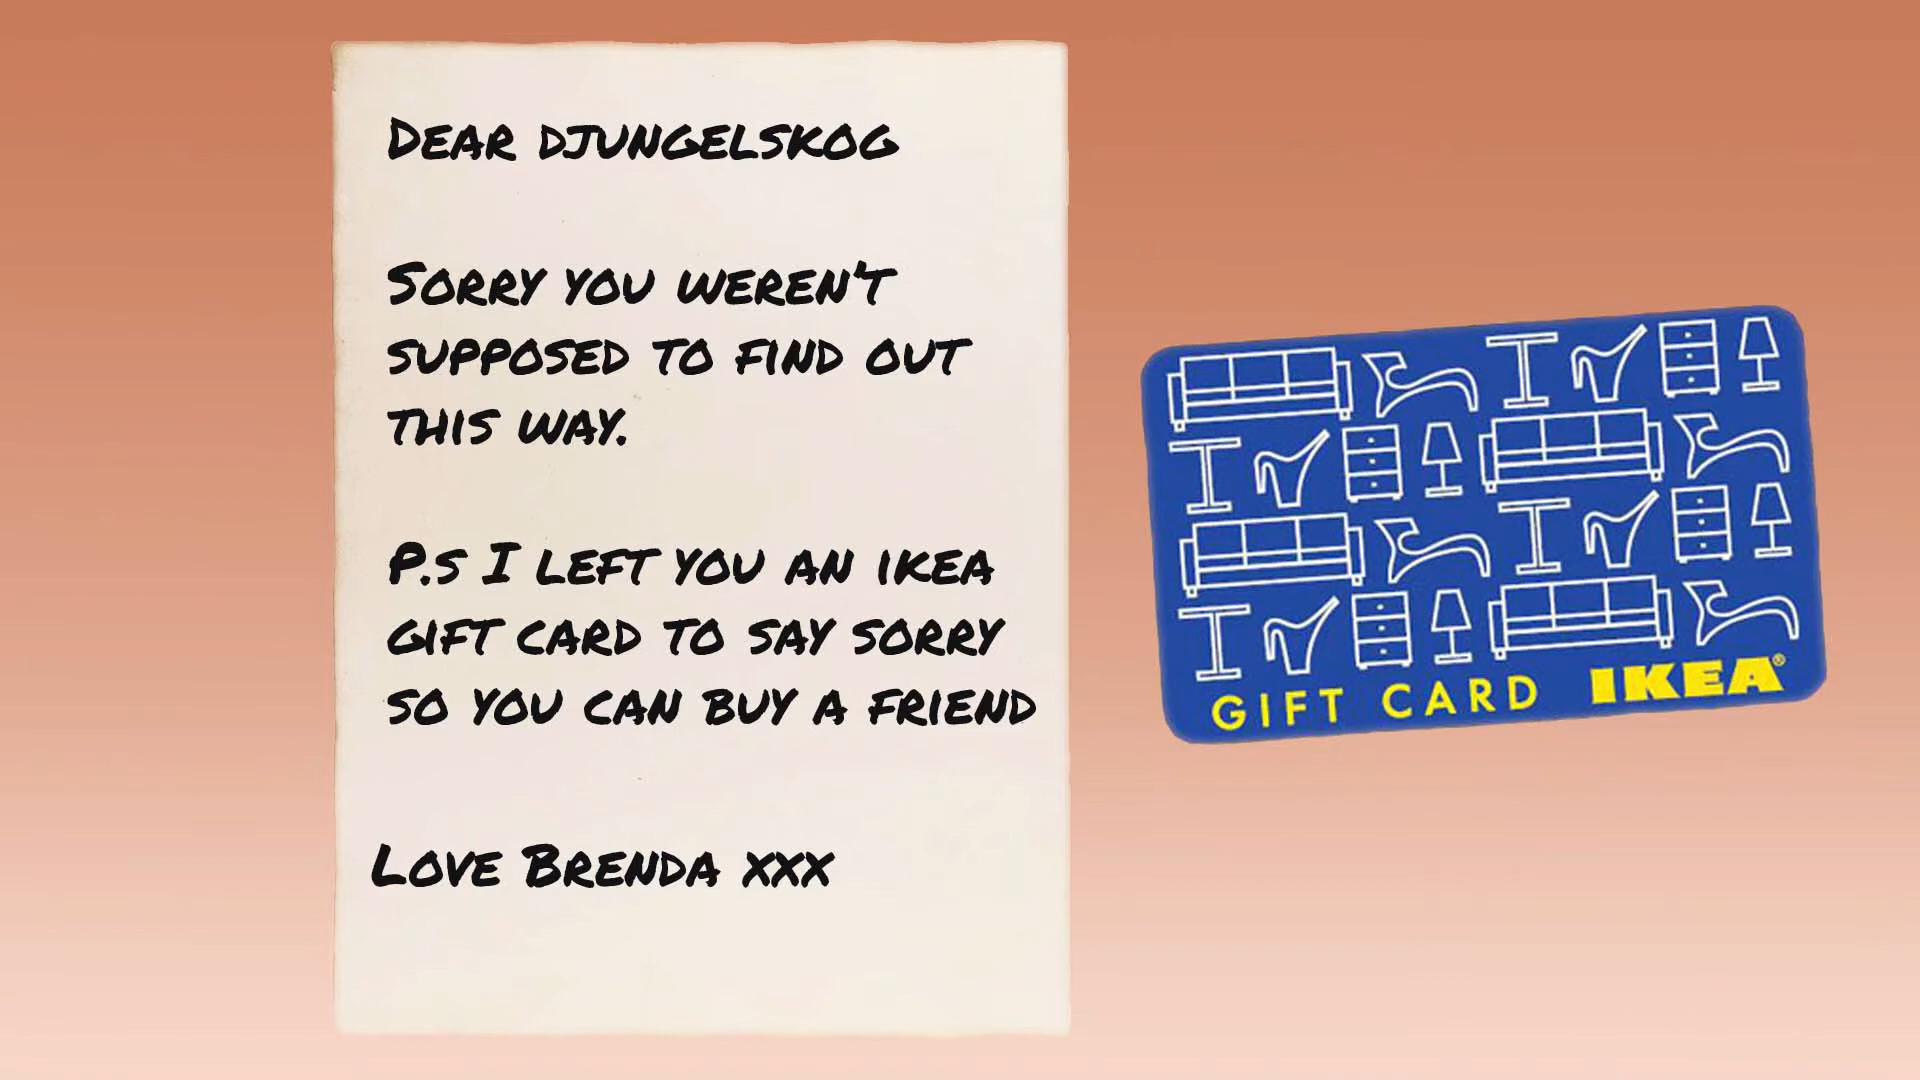 Dear djungelskog
Sorry you weren't
supposed to find out
this way.
P.s I left you an ikea
gift card to say sorry
so you can buy a friend
Love Brenda xxx
GIFT CARD IKEA®